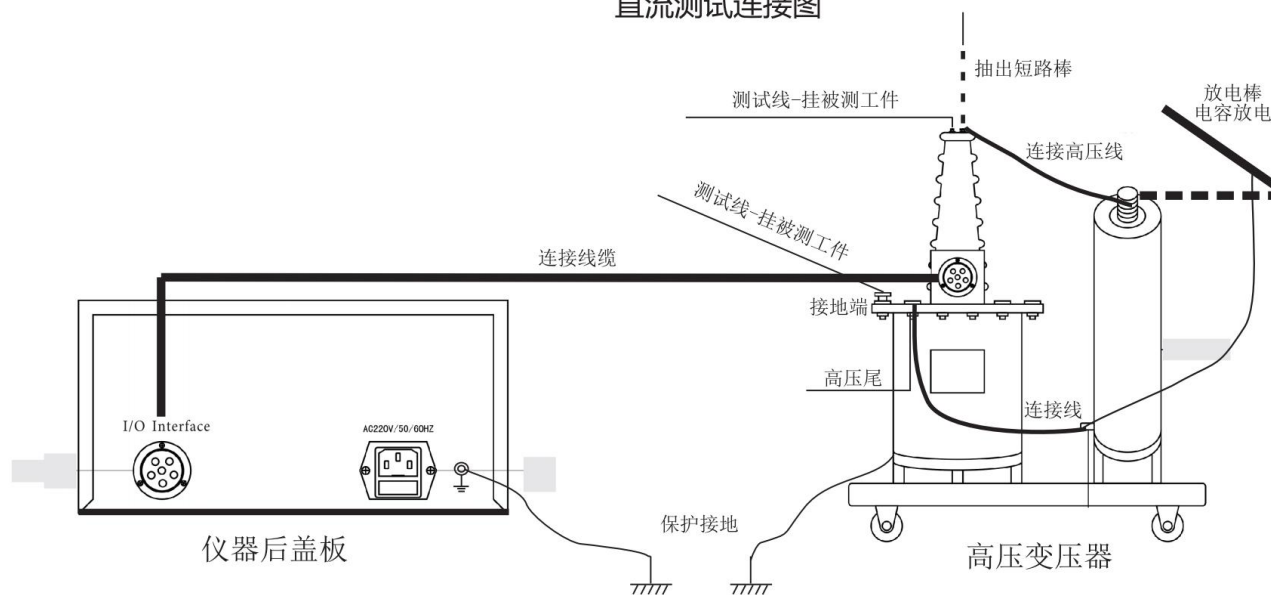 直流测试连接图
抽出短路棒
测试线-挂被测工件
放电棒
电容放电
连接高压线
测试线-挂被测工件
连接线缆
接地端
高压尾
连接线
I/O Interface
AC220V/50/60HZ
保护接地
仪器后盖板
高压变压器